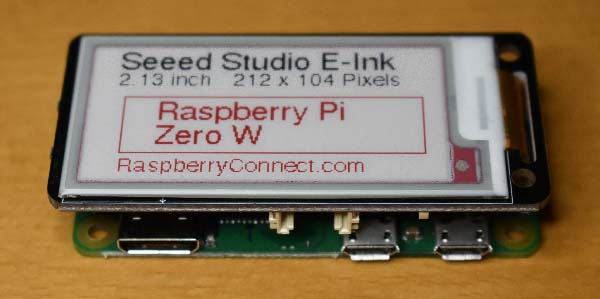 Seeed Studio E-Ink
2.13 inch 212 x 104 Pixels
Raspberry Pi
Zero W
RaspberryConnect.com